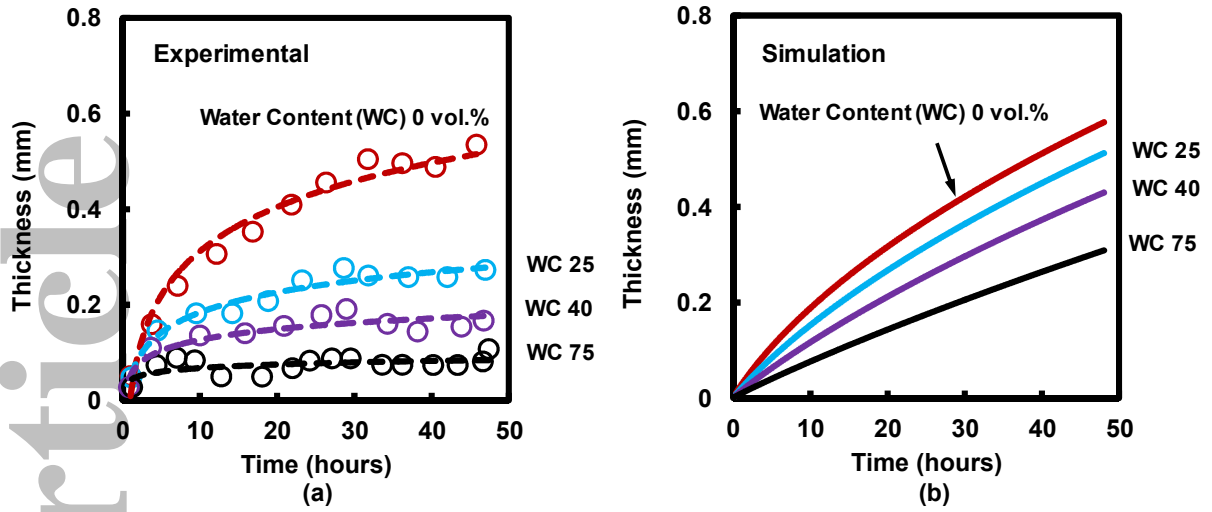 0.8
Experimental
Water Content (WC) 0 vol.%
0.6
0.4
0.2
0
Thickness (mm)
WC 25
WC 40
WC 75
0 10 20 30 40 50
Time (hours)
(a)
0.8
Simulation
Water Content (WC) 0 vol.%
0.6
0.4
0.2
0
Thickness (mm)
WC 25
WC 40
WC 75
0 10 20 30 40 50
Time (hours)
(b)
rticle